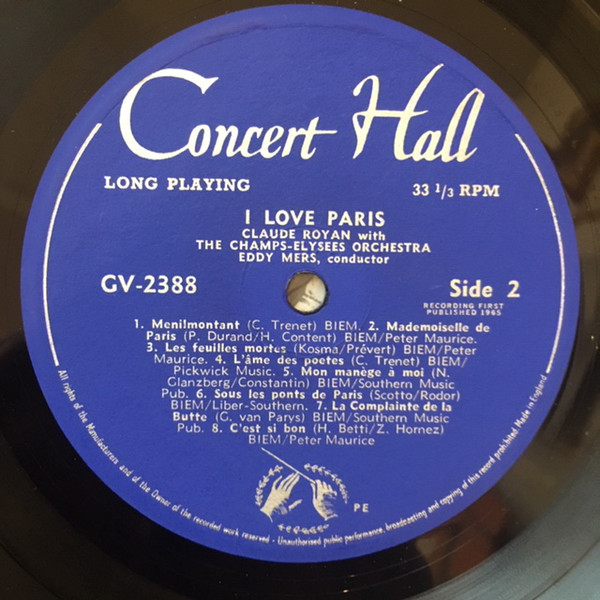 Concert Hall
LONG PLAYING
33 1/3 RPM
I LOVE PARIS
CLAUDE ROYAN with
THE CHAMPS-ELYSEES ORCHESTRA
EDDY MERS, conductor
GV-2388
Side 2
RECORDING FIRST
PUBLISHED 1965
1. Menilmontant (C. Trenet) BIEM. 2. Mademoiselle de
Paris (P. Durand/H. Content) BIEM/Peter Maurice.
3. Les feuilles mortes (Kosma/Prévert) BIEM/Peter
Maurice. 4. L'âme des poetes (C. Trenet) BIEM/
Pickwick Music. 5. Mon manège à moi (N.
Glanzberg/Constantin) BIEM/Southern Music
Pub. 6. Sous les ponts de Paris (Scotto/Rodor)
BIEM/Liber-Southern. 7. La Complainte de la
Butte (G. van Parys) BIEM/Southern Music
Pub. 8. C'est si bon (H. Betti/Z. Hornez)
BIEM/Peter Maurice
PE
All rights of the Manufacturers and of the Owner of the recorded work reserved - Unauthorised public performance, broadcasting and copying of this record prohibited Made in England